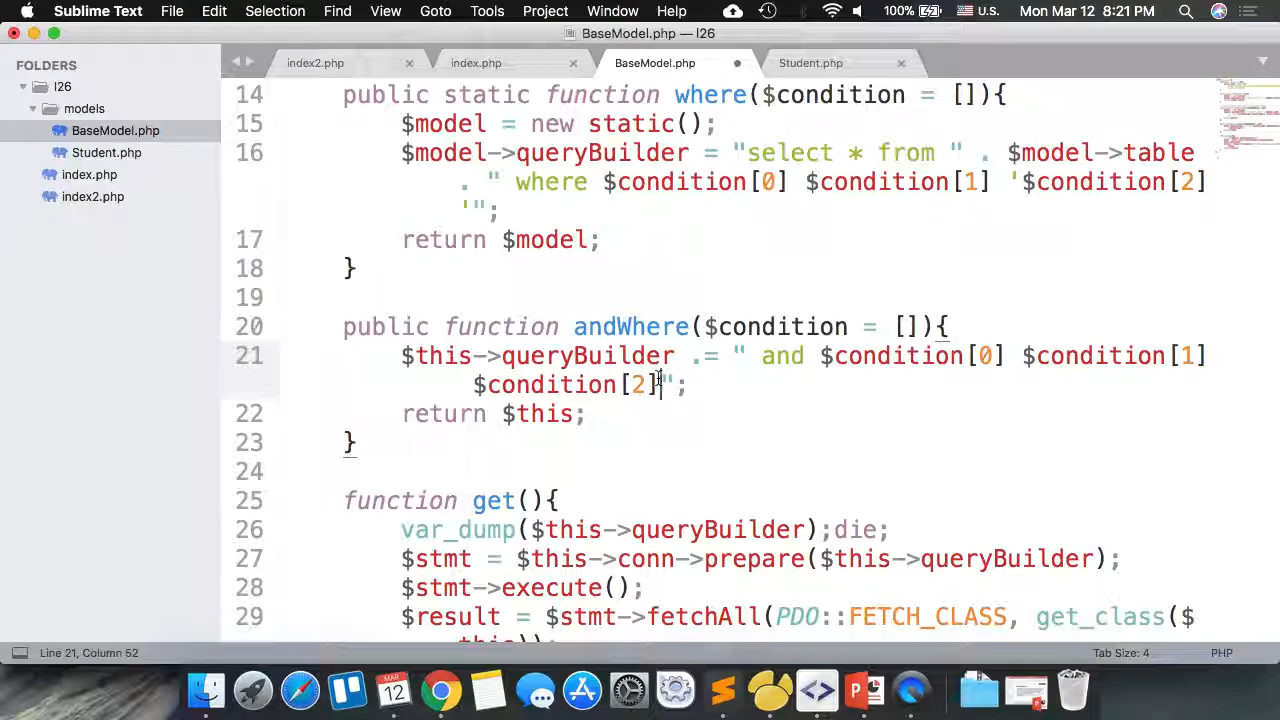 Sublime Text File Edit Selection Find View Goto Tools Project Window Help 100% U.S. Mon Mar 12 8:21 PM
BaseModel.php — l26
FOLDERS
l26
models
BaseModel.php
Student.php
index.php
index2.php
index2.php index.php BaseModel.php Student.php
14 public static function where($condition = []){
15 $model = new static();
16 $model->queryBuilder = "select * from " . $model->table
. " where $condition[0] $condition[1] '$condition[2]
'";
17 return $model;
18 }
19
20 public function andWhere($condition = []){
21 $this->queryBuilder .= " and $condition[0] $condition[1]
$condition[2]";
22 return $this;
23 }
24
25 function get(){
26 var_dump($this->queryBuilder);die;
27 $stmt = $this->conn->prepare($this->queryBuilder);
28 $stmt->execute();
29 $result = $stmt->fetchAll(PDO::FETCH_CLASS, get_class($
this));
Line 21, Column 52 Tab Size: 4 PHP
MAR
12